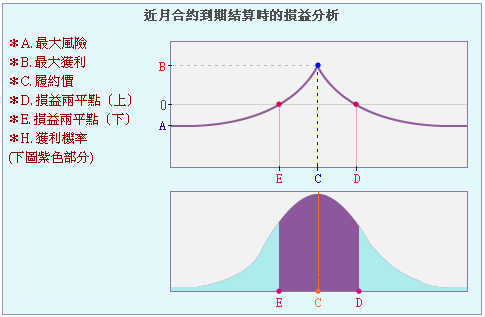 近月合約到期結算時的損益分析
＊A.最大風險
＊B.最大獲利
＊C.履約價
＊D.損益兩平點〔上〕
＊E.損益兩平點〔下〕
＊H.獲利機率
(下圖紫色部分)
B
0
A
E C D
E C D